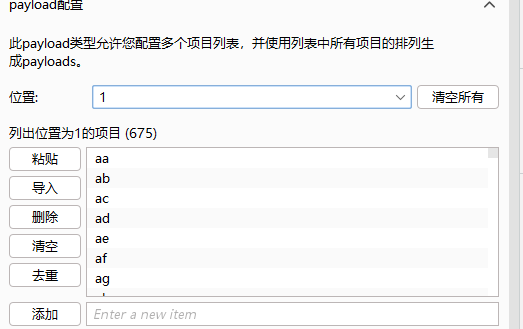 payload配置
此payload类型允许您配置多个项目列表，并使用列表中所有项目的排列生
成payloads。
位置:
1
清空所有
列出位置为1的项目 (675)
粘贴
导入
删除
清空
去重
aa
ab
ac
ad
ae
af
ag
添加
Enter a new item